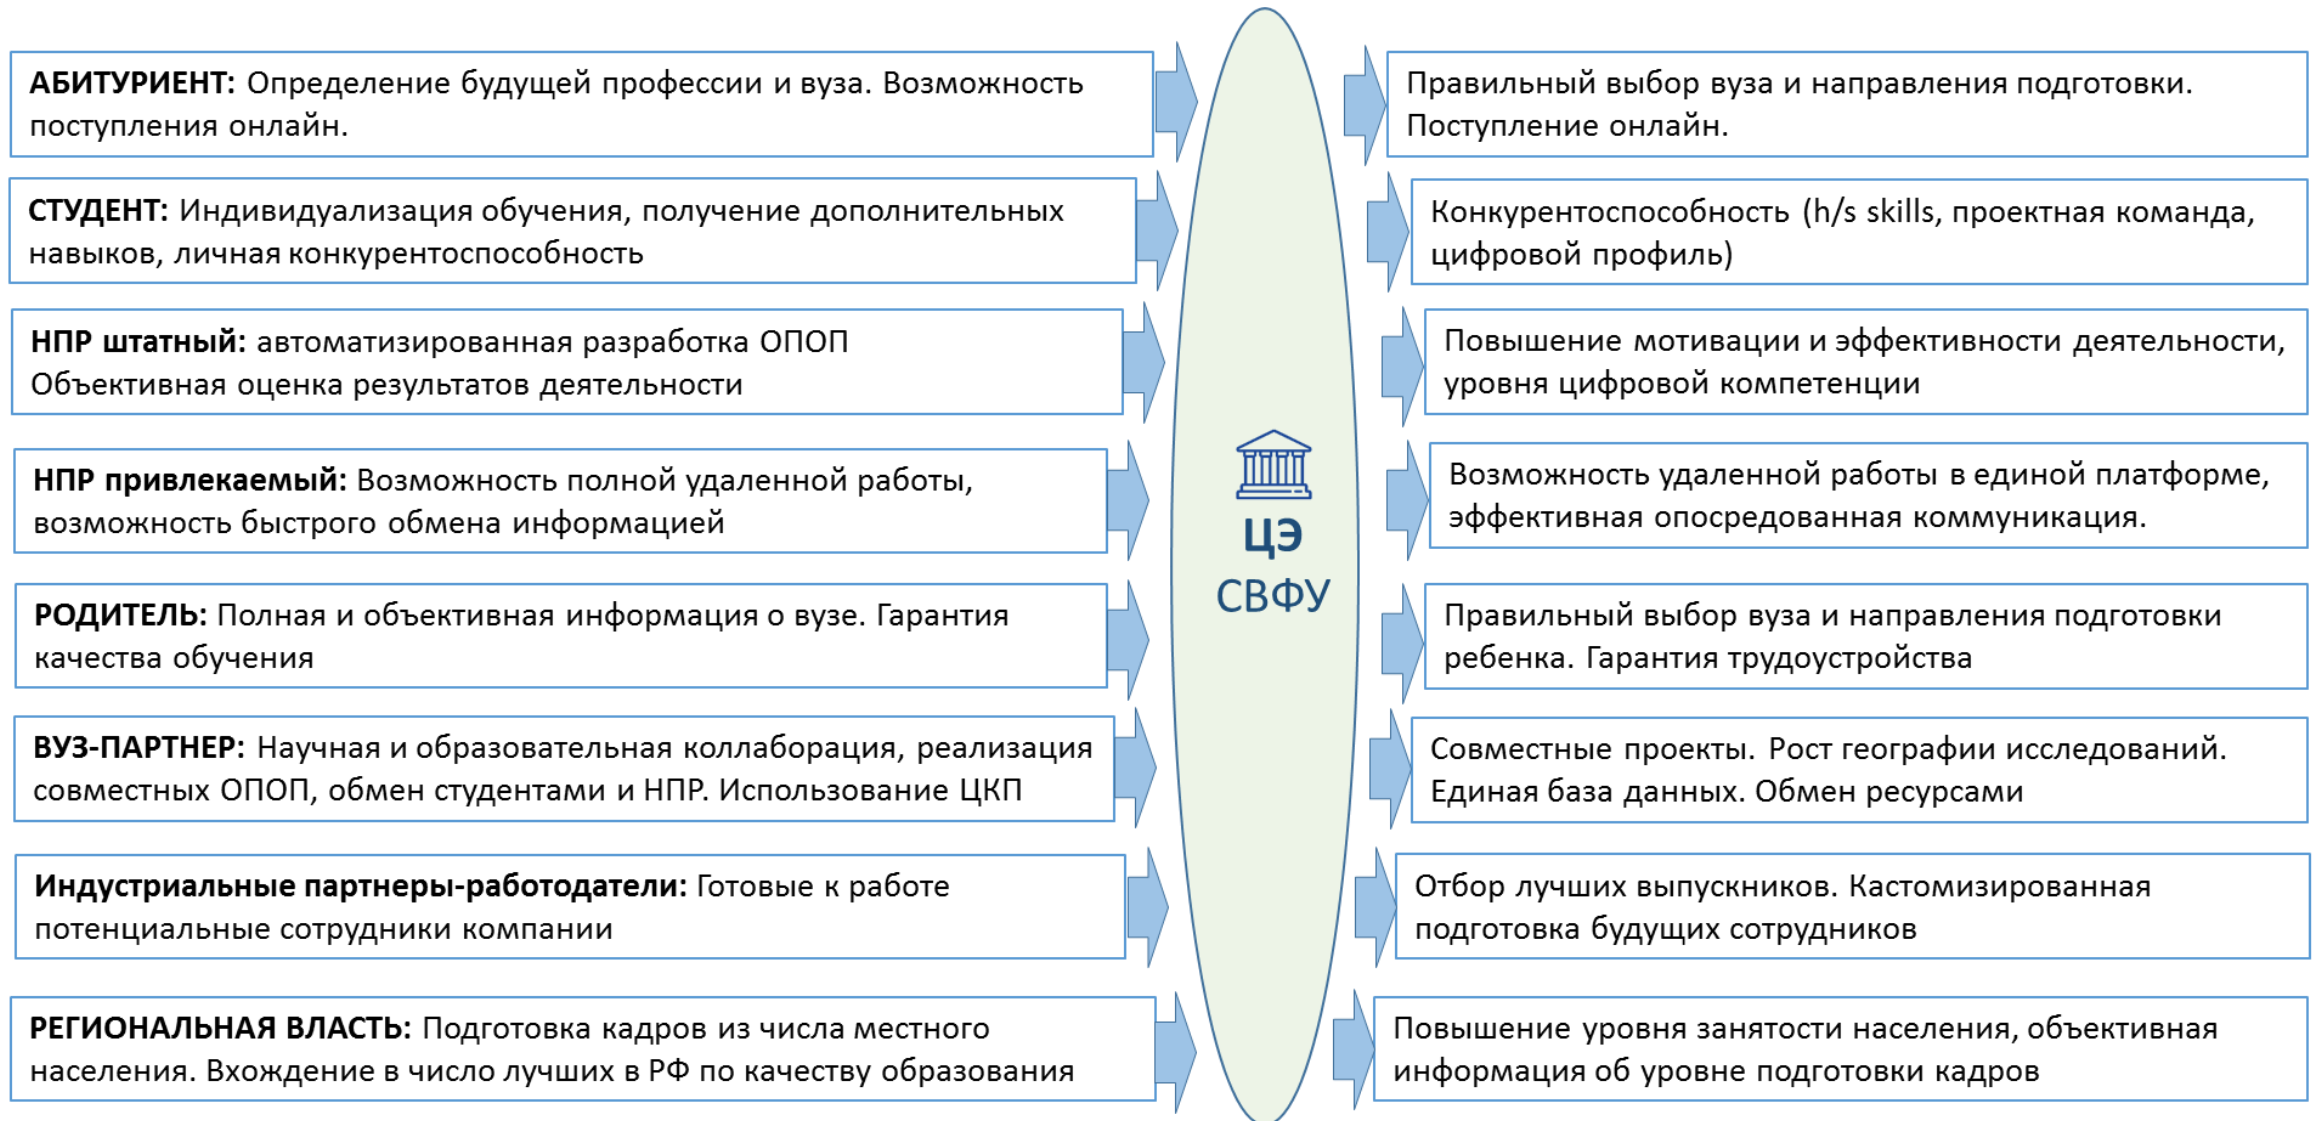 АБИТУРИЕНТ: Определение будущей профессии и вуза. Возможность
поступления онлайн.
Правильный выбор вуза и направления подготовки.
Поступление онлайн.
СТУДЕНТ: Индивидуализация обучения, получение дополнительных
навыков, личная конкурентоспособность
Конкурентоспособность (h/s skills, проектная команда,
цифровой профиль)
НПР штатный: автоматизированная разработка ОПОП
Объективная оценка результатов деятельности
Повышение мотивации и эффективности деятельности,
уровня цифровой компетенции
НПР привлекаемый: Возможность полной удаленной работы,
возможность быстрого обмена информацией
Возможность удаленной работы в единой платформе,
эффективная опосредованная коммуникация.
ЦЭ
СВФУ
РОДИТЕЛЬ: Полная и объективная информация о вузе. Гарантия
качества обучения
Правильный выбор вуза и направления подготовки
ребенка. Гарантия трудоустройства
ВУЗ-ПАРТНЕР: Научная и образовательная коллаборация, реализация
совместных ОПОП, обмен студентами и НПР. Использование ЦКП
Совместные проекты. Рост географии исследований.
Единая база данных. Обмен ресурсами
Индустриальные партнеры-работодатели: Готовые к работе
потенциальные сотрудники компании
Отбор лучших выпускников. Кастомизированная
подготовка будущих сотрудников
РЕГИОНАЛЬНАЯ ВЛАСТЬ: Подготовка кадров из числа местного
населения. Вхождение в число лучших в РФ по качеству образования
Повышение уровня занятости населения, объективная
информация об уровне подготовки кадров